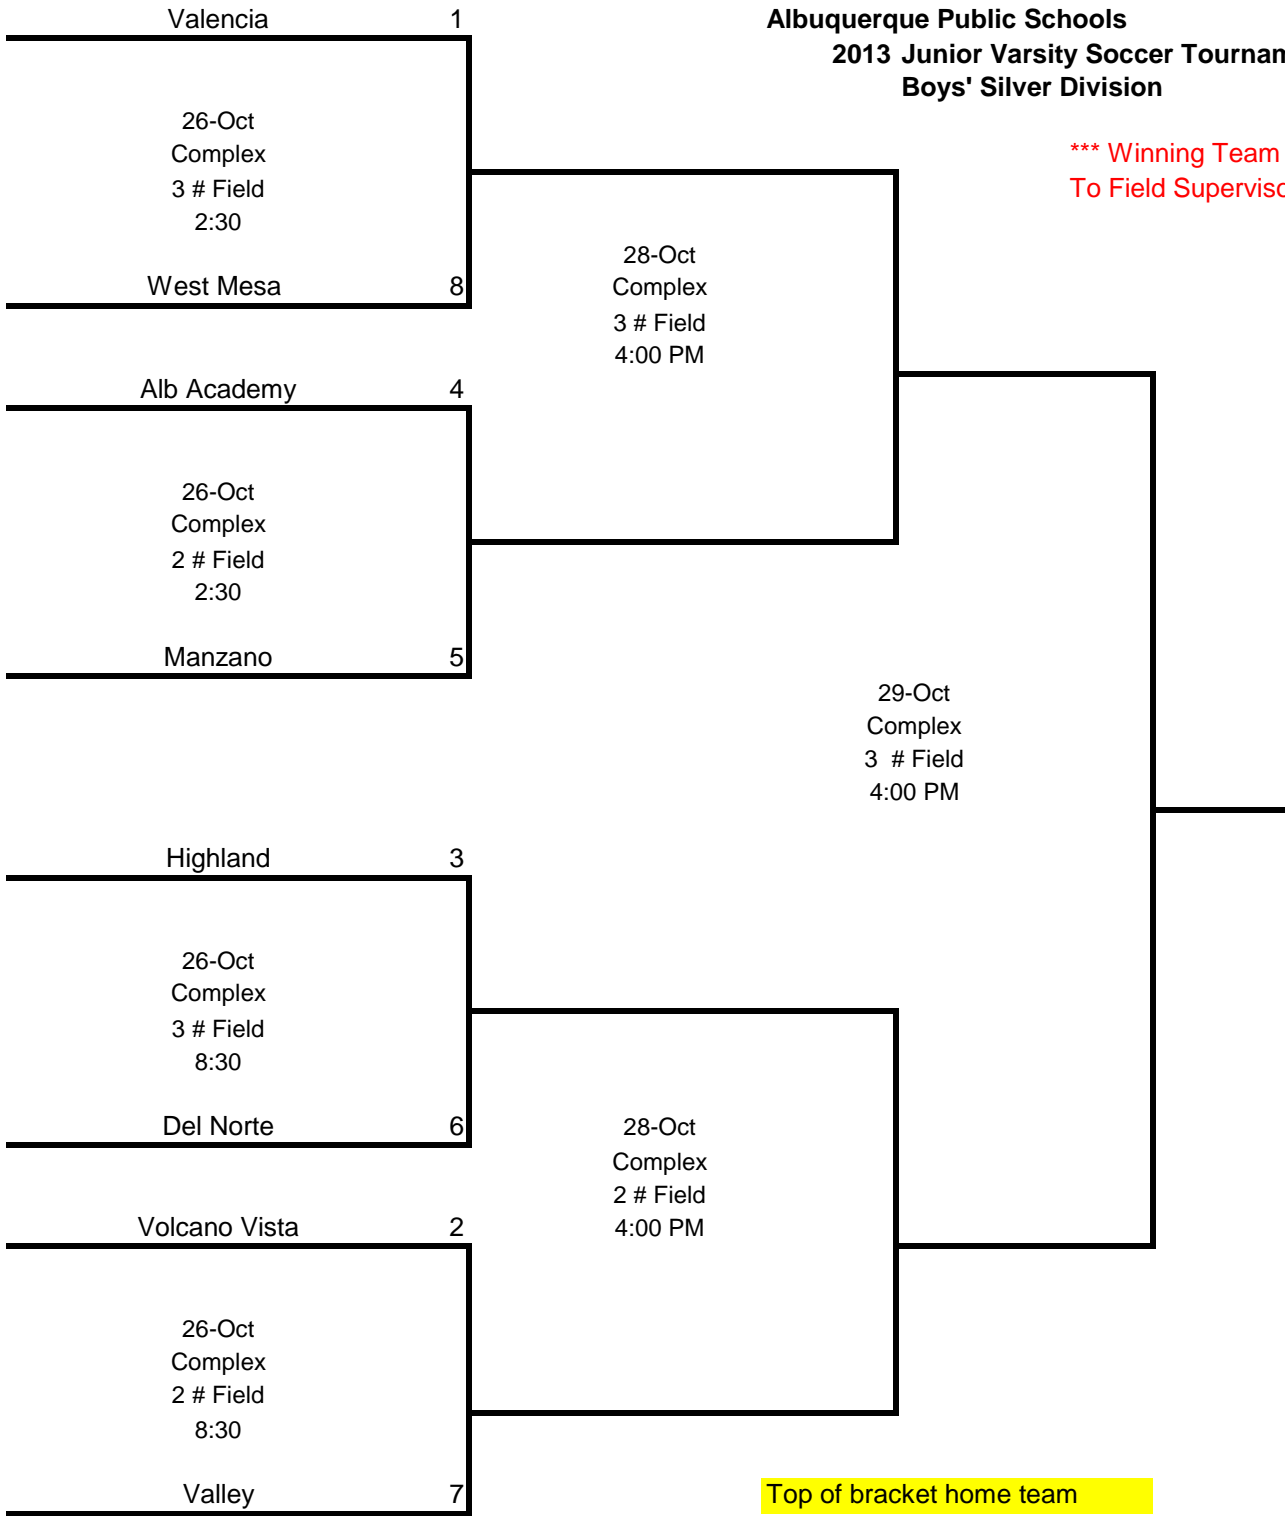 Valencia 1
Albuquerque Public Schools
2013 Junior Varsity Soccer
Boys' Silver Division
*** Winning Team
To Field
26-Oct
Complex
3 # Field
2:30
West Mesa 8
28-Oct
Complex
3 # Field
4:00 PM
Alb Academy 4
26-Oct
Complex
2 # Field
2:30
Manzano 5
29-Oct
Complex
3 # Field
4:00 PM
Highland 3
26-Oct
Complex
3 # Field
8:30
Del Norte 6
28-Oct
Complex
2 # Field
4:00 PM
Volcano Vista 2
26-Oct
Complex
2 # Field
8:30
Valley 7
Top of bracket home team